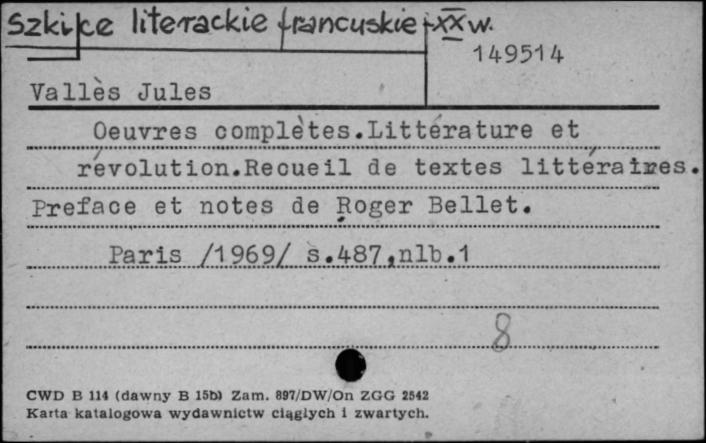 Szkice literackie francuskie-XX w.
149514
Vallès Jules
Oeuvres complètes.Littérature et
révolution.Recueil de textes littéraires.
Preface et notes de Roger Bellet.
Paris /1969/ s.487,nlb.1
8
CWD B 114 (dawny B 15b) Zam. 897/DW/On ZGG 2542
Karta katalogowa wydawnictw ciągłych i zwartych.